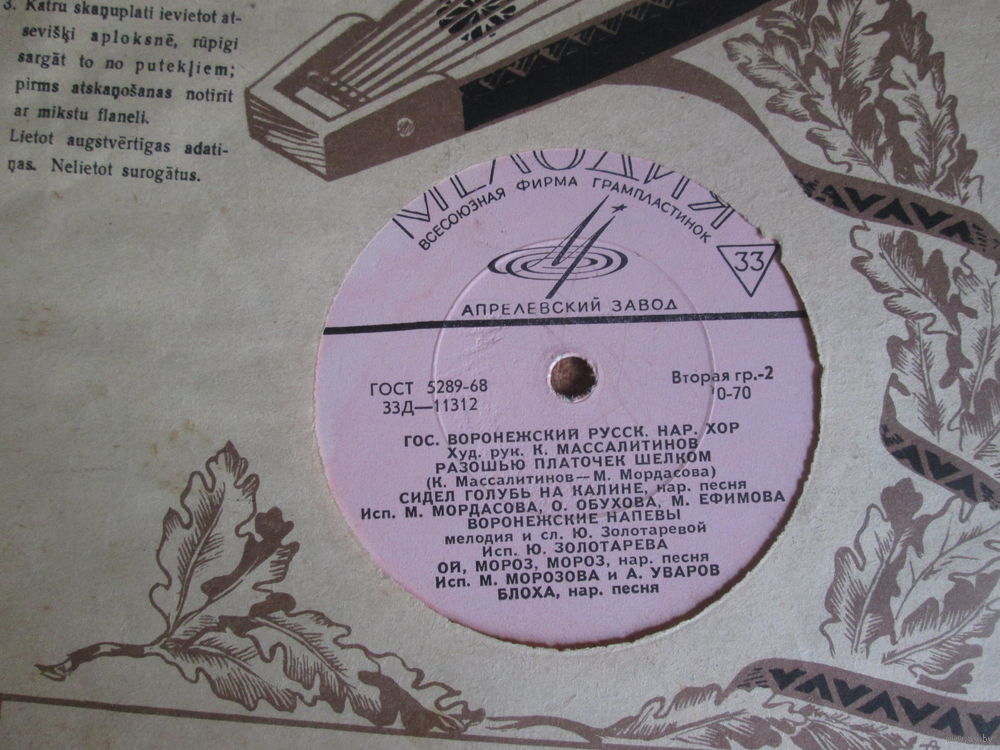 3. Katru skaņuplati ievietot at-
sevišķi aploksnē, rūpīgi
sargāt to no putekļiem;
pirms atskaņošanas notīrīt
ar mīkstu flaneli.
Lietot augstvērtīgas adati-
ņas. Nelietot surogātus.
МЕЛОДИЯ
ВСЕСОЮЗНАЯ ФИРМА ГРАМПЛАСТИНОК
33
АПРЕЛЕВСКИЙ ЗАВОД
ГОСТ 5289-68
33Д—11312
Вторая гр.-2
0-70
ГОС. ВОРОНЕЖСКИЙ РУССК. НАР. ХОР
Худ. рук. К. МАССАЛИТИНОВ
РАЗОШЬЮ ПЛАТОЧЕК ШЕЛКОМ
(К. Массалитинов—М. Мордасова)
СИДЕЛ ГОЛУБЬ НА КАЛИНЕ, нар. песня
Исп. М. МОРДАСОВА, О. ОБУХОВА, М. ЕФИМОВА
ВОРОНЕЖСКИЕ НАПЕВЫ
мелодия и сл. Ю. Золотаревой
Исп. Ю. ЗОЛОТАРЕВА
ОЙ, МОРОЗ, МОРОЗ, нар. песня
Исп. М. МОРОЗОВА и А. УВАРОВ
БЛОХА, нар. песня